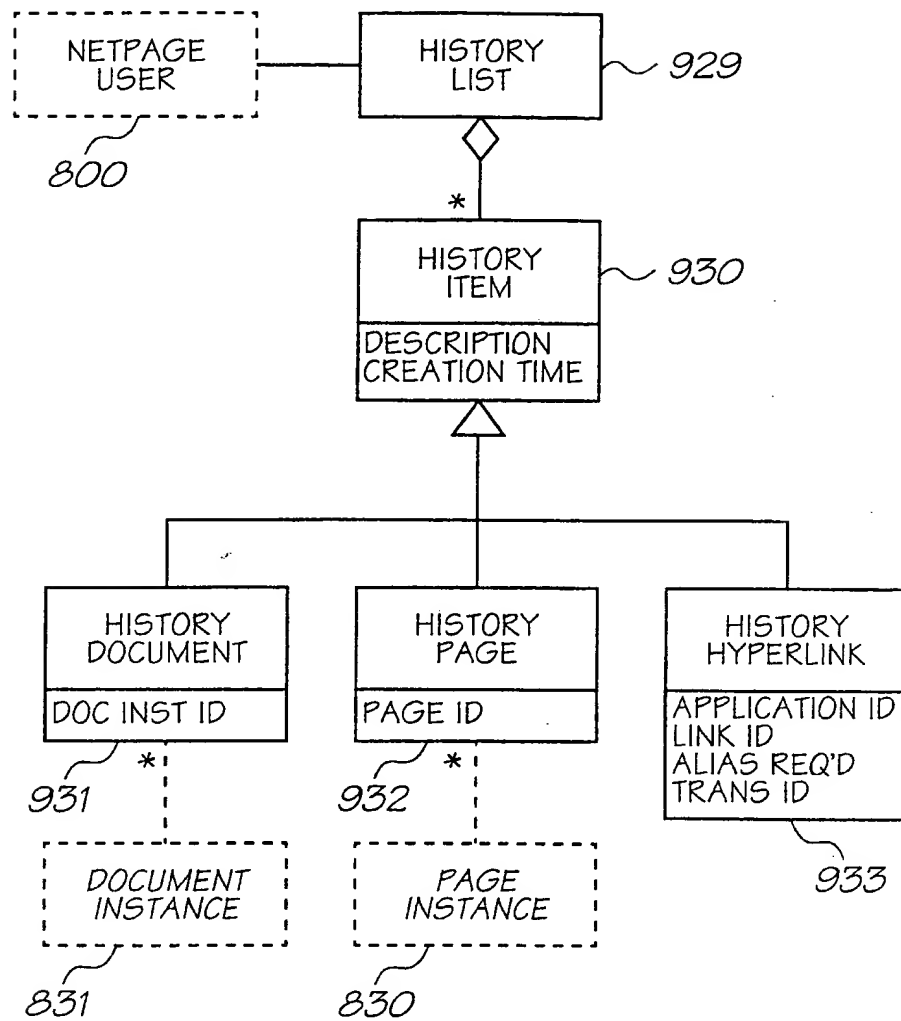 NETPAGE
USER
HISTORY
LIST
929
800
*
HISTORY
ITEM
930
DESCRIPTION
CREATION TIME
HISTORY
DOCUMENT
HISTORY
PAGE
HISTORY
HYPERLINK
DOC INST ID
PAGE ID
APPLICATION ID
LINK ID
ALIAS REQ'D
TRANS ID
931
*
932
*
933
DOCUMENT
INSTANCE
PAGE
INSTANCE
831
830